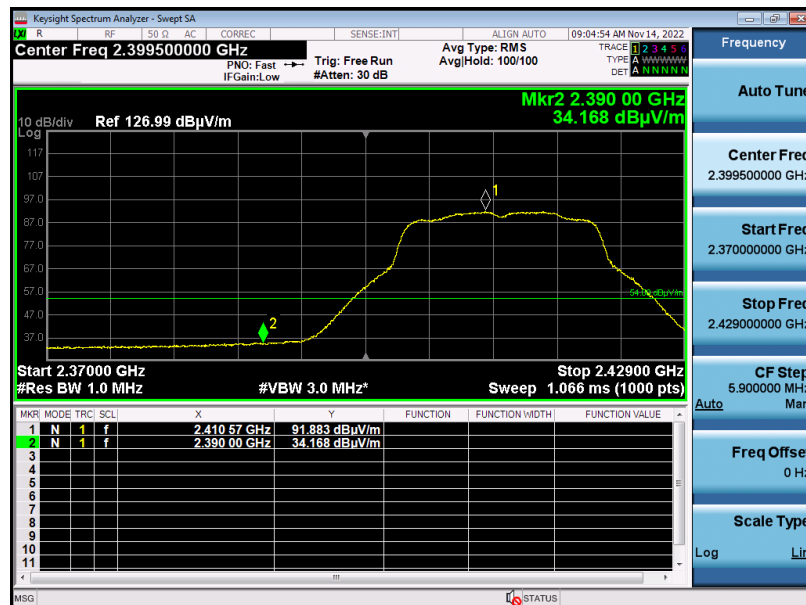 Keysight Spectrum Analyzer - Swept SA
LXI R RF 50 Ω AC CORREC SENSE:INT ALIGN AUTO 09:04:54 AM Nov 14, 2022
Center Freq 2.399500000 GHz
PNO: Fast
IFGain:Low
Trig: Free Run
#Atten: 30 dB
Avg Type: RMS
Avg|Hold: 100/100
TRACE 1 2 3 4 5 6
TYPE A WWWWW
DET A N N N N N
Mkr2 2.390 00 GHz
34.168 dBµV/m
10 dB/div Ref 126.99 dBµV/m
Log
117
107
97.0
87.0
77.0
67.0
57.0
47.0
37.0
1
2
Start 2.37000 GHz Stop 2.42900 GHz
#Res BW 1.0 MHz #VBW 3.0 MHz* Sweep 1.066 ms (1000 pts)
MKR MODE TRC SCL X Y FUNCTION FUNCTION WIDTH FUNCTION VALUE
1 N 1 f 2.410 57 GHz 91.883 dBµV/m
2 N 1 f 2.390 00 GHz 34.168 dBµV/m
3
4
5
6
7
8
9
10
11
MSG STATUS
Frequency
Auto Tune
Center Freq
2.399500000 GHz
Start Freq
2.370000000 GHz
Stop Freq
2.429000000 GHz
CF Step
5.900000 MHz
Auto Man
Freq Offset
0 Hz
Scale Type
Log Lin